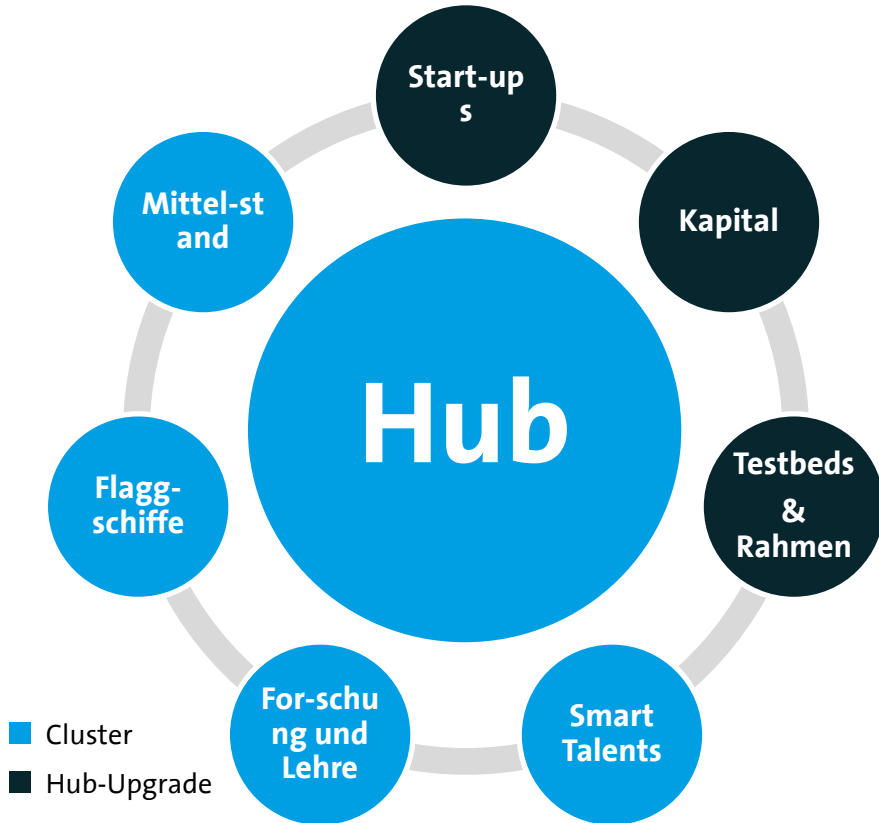 Start-up
s
Kapital
Testbeds
&
Rahmen
Smart
Talents
For-schu
ng und
Lehre
Flagg-
schiffe
Mittel-st
and
Hub
Cluster
Hub-Upgrade